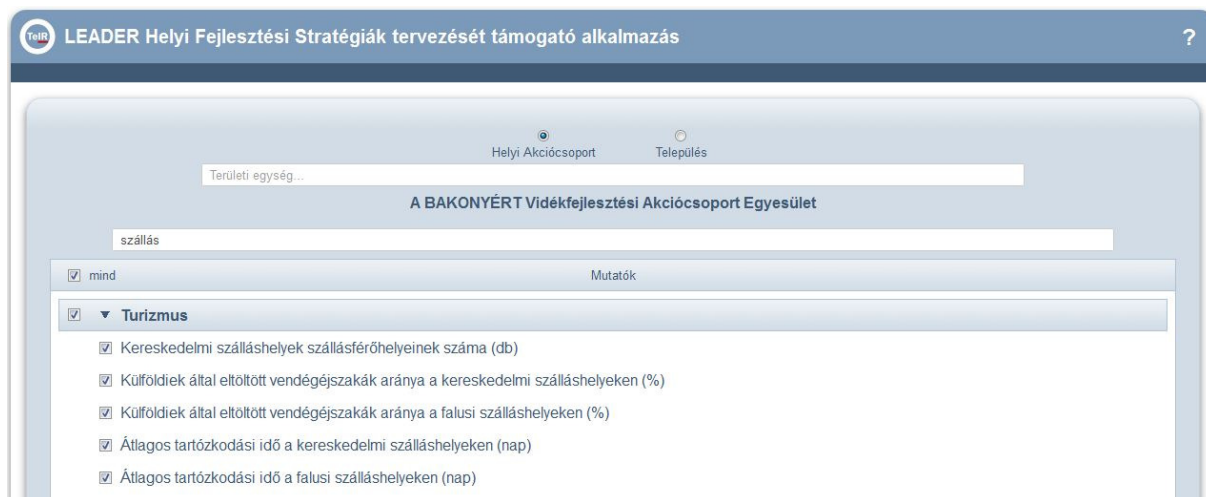 TeIR
LEADER Helyi Fejlesztési Stratégiák tervezését támogató alkalmazás
?
Helyi Akciócsoport
Település
Területi egység...
A BAKONYÉRT Vidékfejlesztési Akciócsoport Egyesület
szállás
mind
Mutatók
Turizmus
Kereskedelmi szálláshelyek szállásférőhelyeinek száma (db)
Külföldiek által eltöltött vendégéjszakák aránya a kereskedelmi szálláshelyeken (%)
Külföldiek által eltöltött vendégéjszakák aránya a falusi szálláshelyeken (%)
Átlagos tartózkodási idő a kereskedelmi szálláshelyeken (nap)
Átlagos tartózkodási idő a falusi szálláshelyeken (nap)